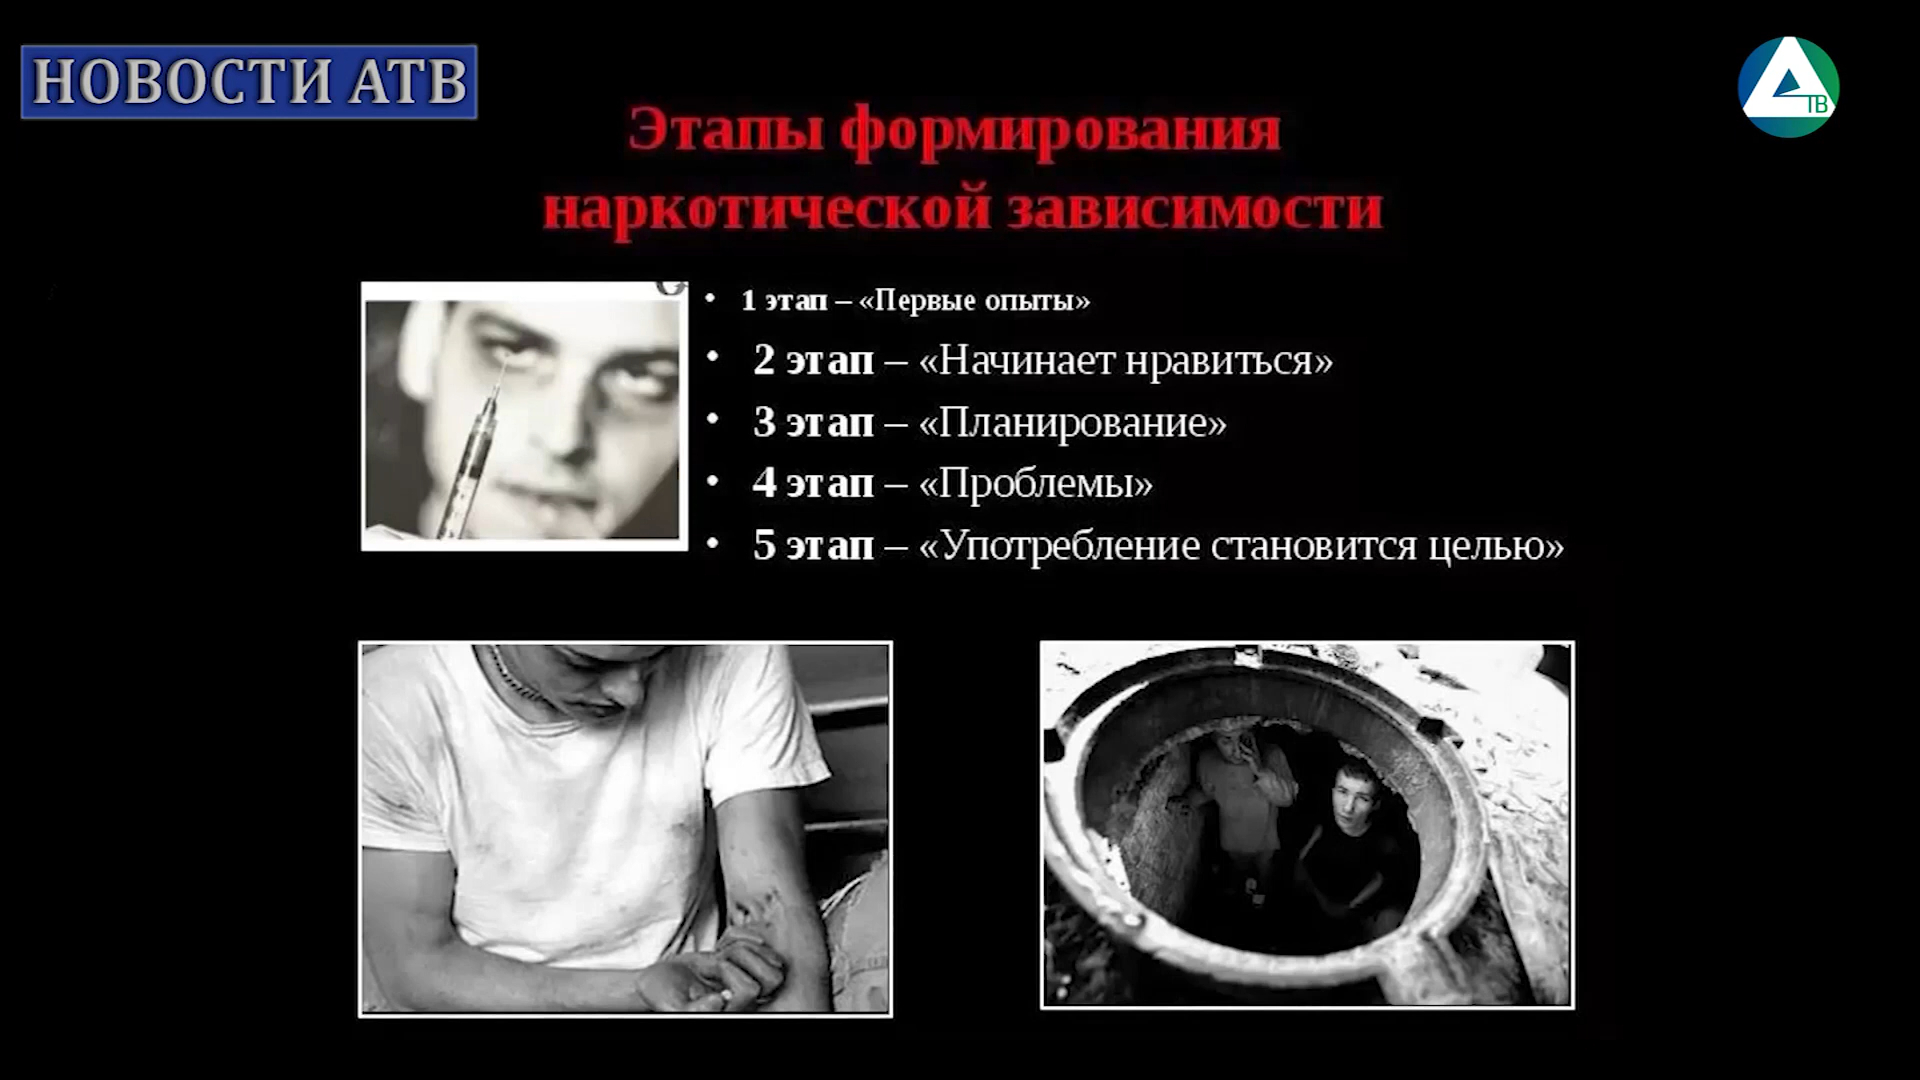 НОВОСТИ АТВ
ТВ
Этапы формирования
наркотической зависимости
• 1 этап – «Первые опыты»
• 2 этап – «Начинает нравиться»
• 3 этап – «Планирование»
• 4 этап – «Проблемы»
• 5 этап – «Употребление становится целью»